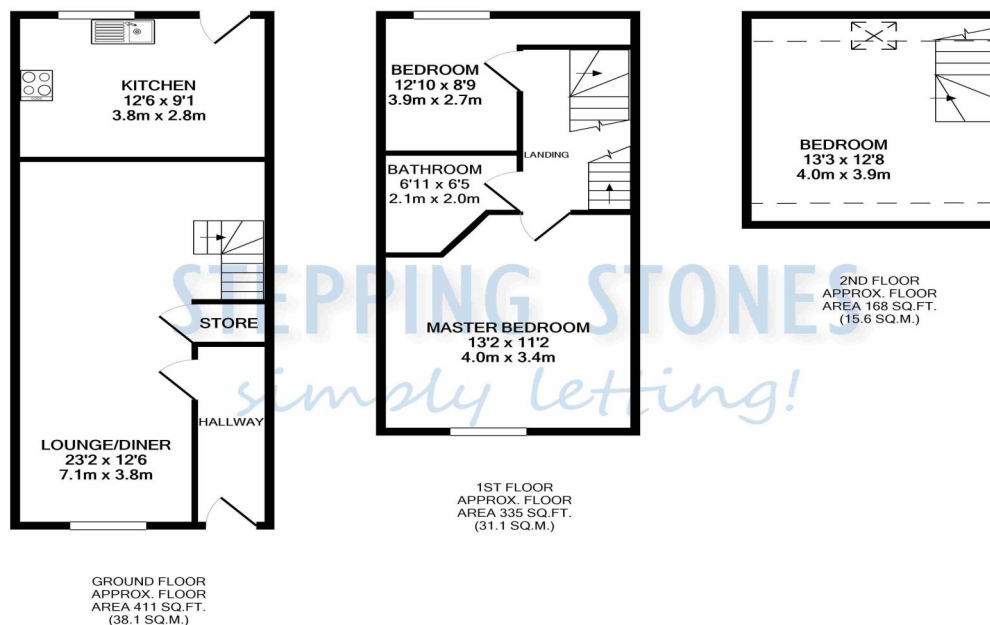 KITCHEN
12'6 x 9'1
3.8m x 2.8m
STORE
HALLWAY
LOUNGE/DINER
23'2 x 12'6
7.1m x 3.8m
GROUND FLOOR
APPROX. FLOOR
AREA 411 SQ.FT.
(38.1 SQ.M.)
BEDROOM
12'10 x 8'9
3.9m x 2.7m
LANDING
BATHROOM
6'11 x 6'5
2.1m x 2.0m
MASTER BEDROOM
13'2 x 11'2
4.0m x 3.4m
1ST FLOOR
APPROX. FLOOR
AREA 335 SQ.FT.
(31.1 SQ.M.)
BEDROOM
13'3 x 12'8
4.0m x 3.9m
2ND FLOOR
APPROX. FLOOR
AREA 168 SQ.FT.
(15.6 SQ.M.)
STEPPING STONES
simply letting!